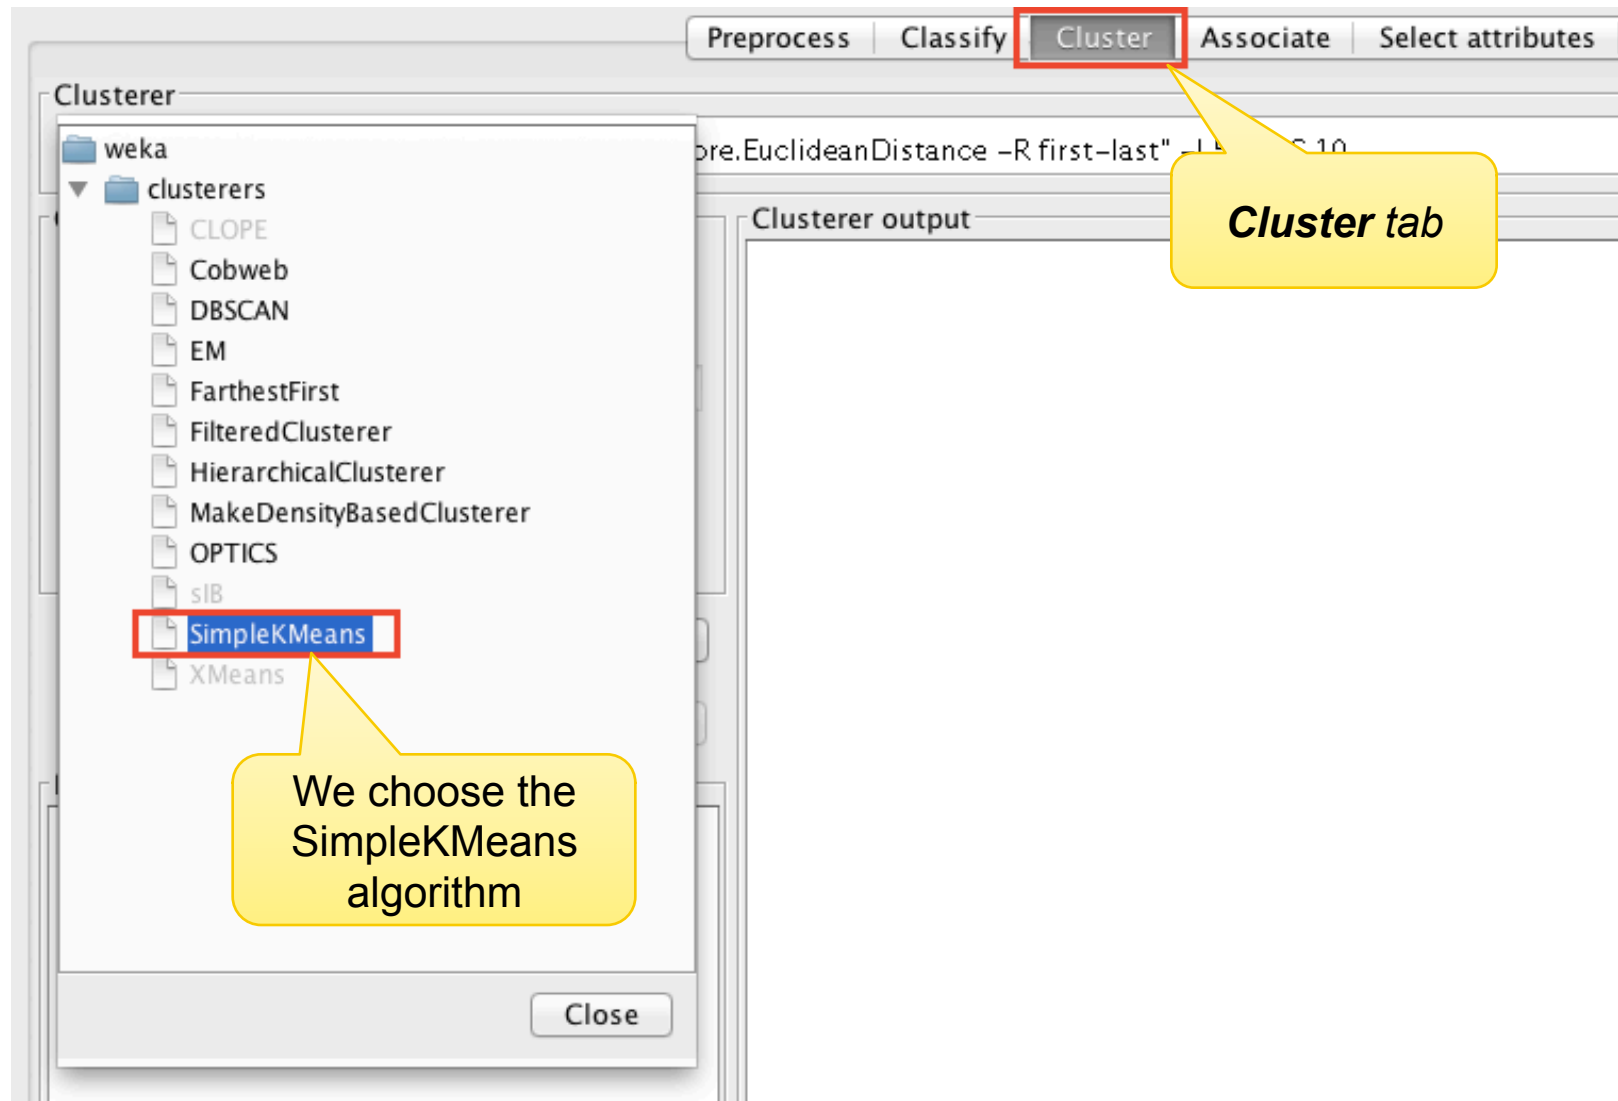 Preprocess Classify Cluster Associate Select attributes
Clusterer
weka
.EuclideanDistance -R first-last" 10
clusterers
Clusterer output
Cluster tab
CLOPE
Cobweb
DBSCAN
EM
FarthestFirst
FilteredClusterer
HierarchicalClusterer
MakeDensityBasedClusterer
OPTICS
sIB
SimpleKMeans
XMeans
We choose the
SimpleKMeans
algorithm
Close